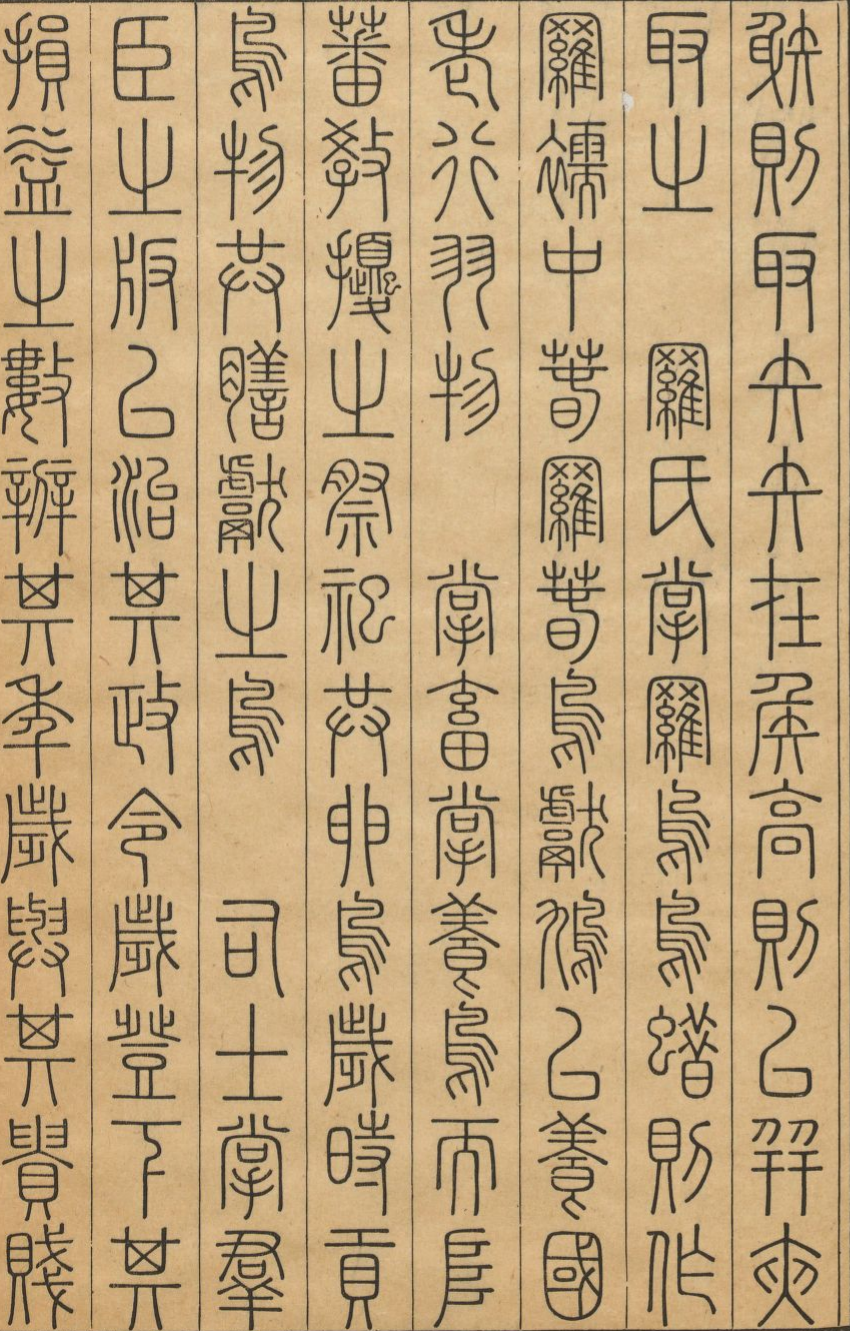 射則取矢矢在侯高則以幷夾
取之　羅氏掌羅烏鳥蜡則作
羅襦中春羅春鳥獻鳩以養國
老行羽物　掌畜掌養鳥而阜
蕃教擾之祭祀共卵鳥歲時貢
鳥物共膳獻之鳥　司士掌羣
臣之版以治其政令歲登下其
損益之數辨其年歲與其貴賤